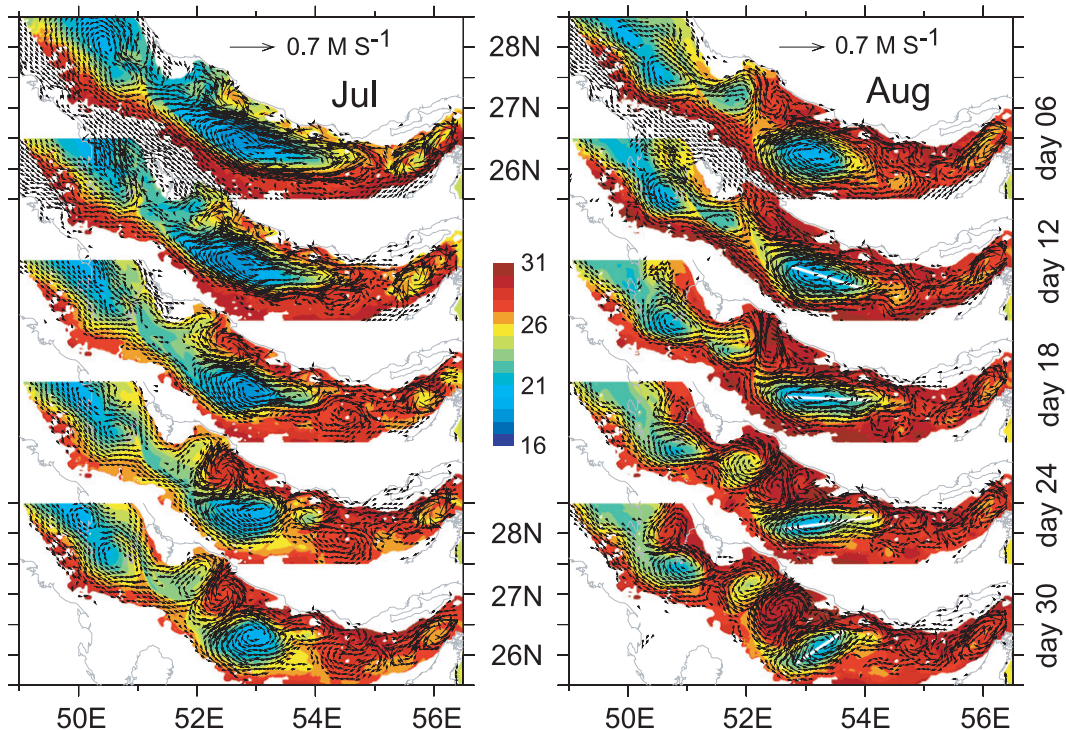 0.7 M S-1
0.7 M S-1
Jul
Aug
28N
27N
26N
31
26
21
16
28N
27N
26N
day 06
day 12
day 18
day 24
day 30
50E 52E 54E 56E
50E 52E 54E 56E